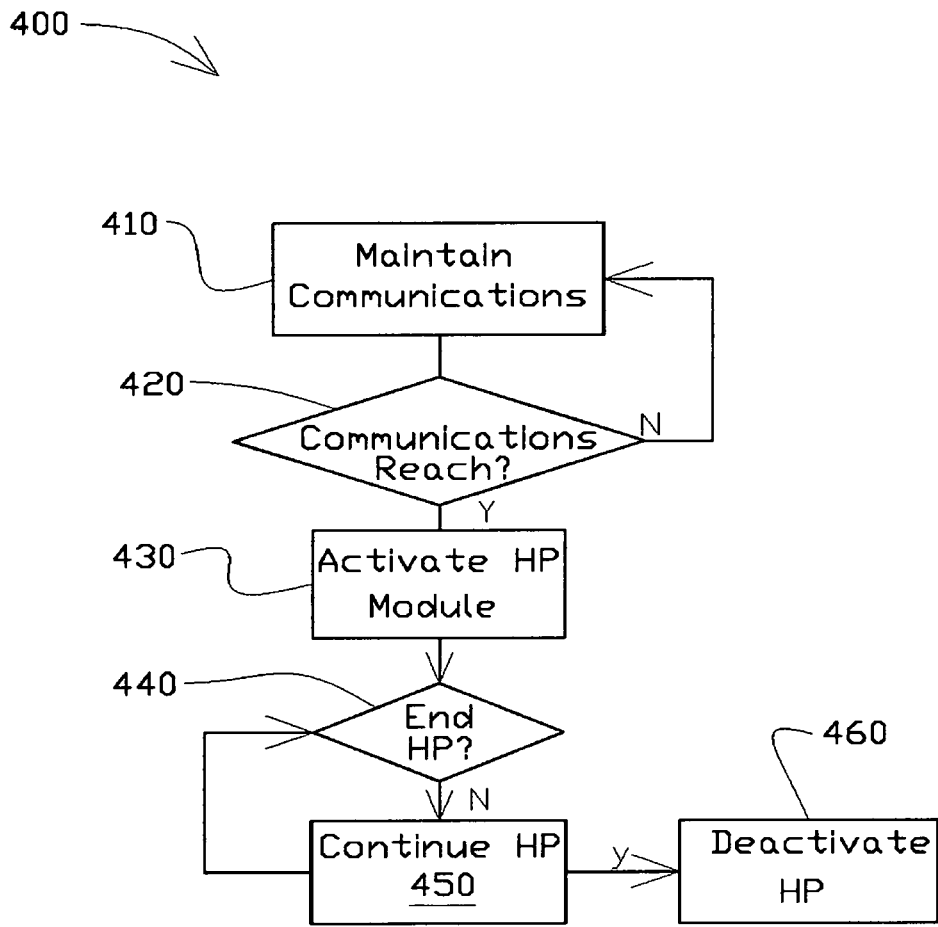 400
410
Maintain
Communications
420
N
Communications
Reach?
Y
430
Activate HP
Module
440
End
HP?
460
N
Continue HP
450
y
Deactivate
HP